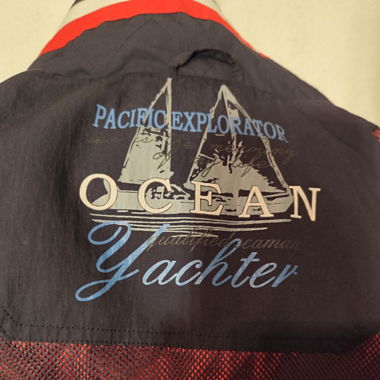 PACIFIC EXPLORATOR
OCEAN
Qualified seaman
Yachter